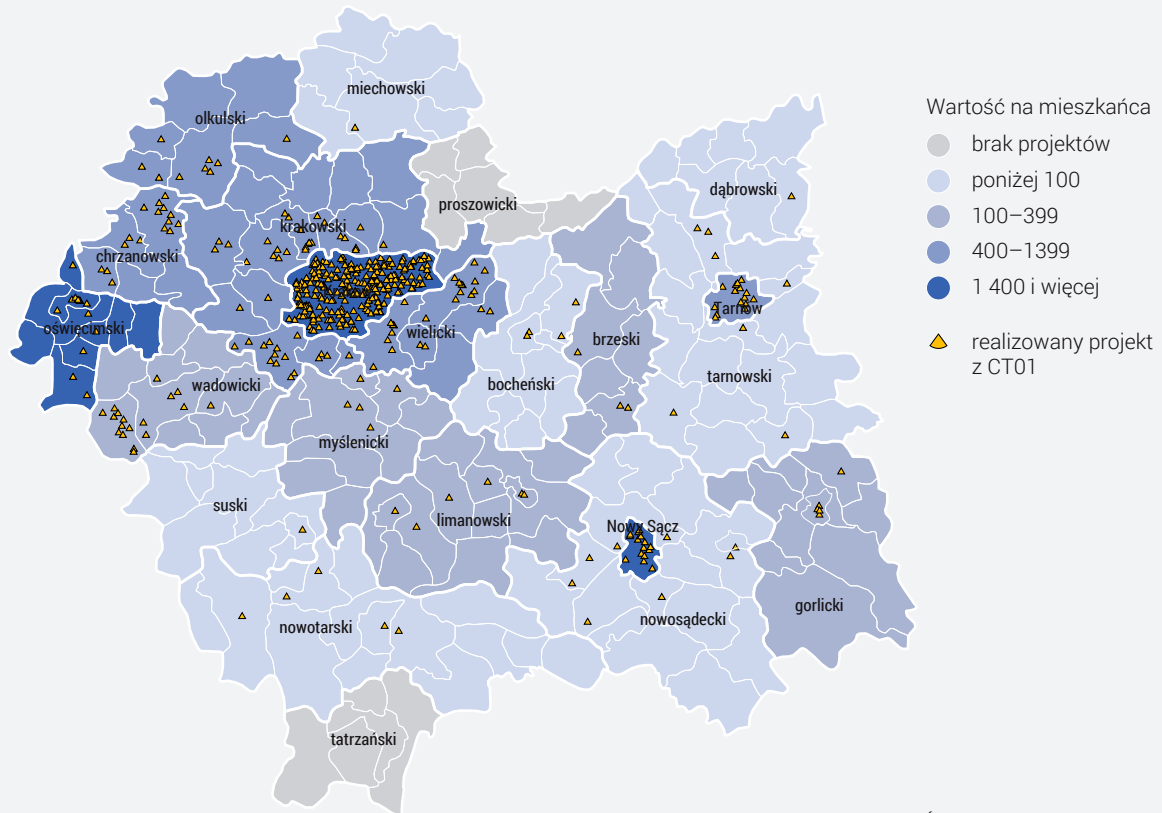 miechowski
olkulski
Wartość na mieszkańca
brak projektów
poniżej 100
100–399
400–1399
1 400 i więcej
realizowany projekt
z CT01
dąbrowski
proszowicki
krakowski
chrzanowski
Tarnów
oświęcimski
wielicki
brzeski
tarnowski
wadowicki
bocheński
myślenicki
suski
limanowski
Nowy Sącz
gorlicki
nowotarski
nowosądecki
tatrzański